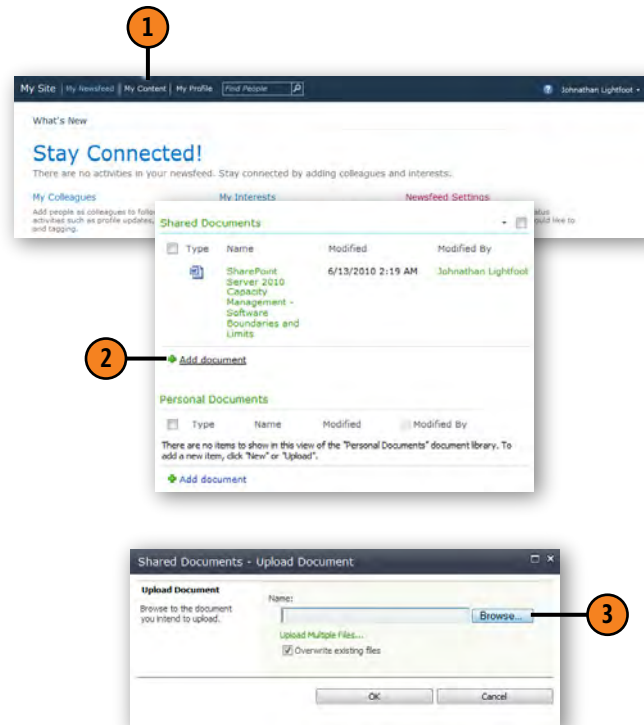 1
My Site | My Newsfeed | My Content | My Profile Find People Johnathan Lightfoot
What's New
Stay Connected!
There are no activities in your newsfeed. Stay connected by adding colleagues and interests.
My Colleagues My Interests Newsfeed Settings
Add people as colleagues to follow
activities such as profile updates,
and tagging.
status
would like to
Shared Documents
Type Name Modified Modified By
SharePoint Server 2010 Capacity Management - Software Boundaries and Limits 6/13/2010 2:19 AM Johnathan Lightfoot
2
Add document
Personal Documents
Type Name Modified Modified By
There are no items to show in this view of the "Personal Documents" document library. To
add a new item, click "New" or "Upload".
Add document
Shared Documents - Upload Document
Upload Document
Browse to the document
you intend to upload.
Name:
Browse...
3
Upload Multiple Files...
Overwrite existing files
OK Cancel